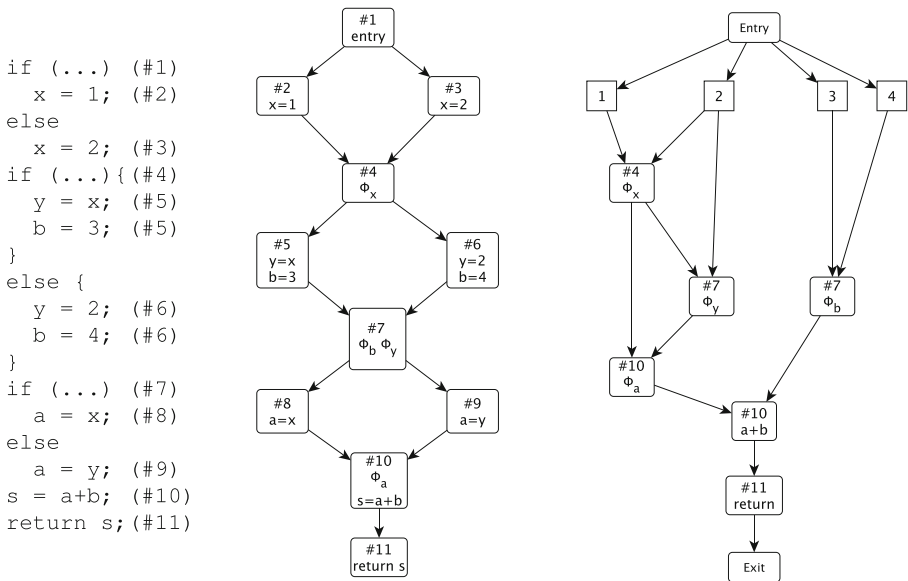 if (...) (#1)
x = 1; (#2)
else
x = 2; (#3)
if (...){(#4)
y = x; (#5)
b = 3; (#5)
}
else {
y = 2; (#6)
b = 4; (#6)
}
if (...) (#7)
a = x; (#8)
else
a = y; (#9)
s = a+b; (#10)
return s;(#11)
#1
entry
#2
x=1
#3
x=2
#4
Φx
#5
y=x
b=3
#6
y=2
b=4
#7
Φb Φy
#8
a=x
#9
a=y
#10
Φa
s=a+b
#11
return s
Entry
1
2
3
4
#4
Φx
#7
Φy
#7
Φb
#10
Φa
#10
a+b
#11
return
Exit